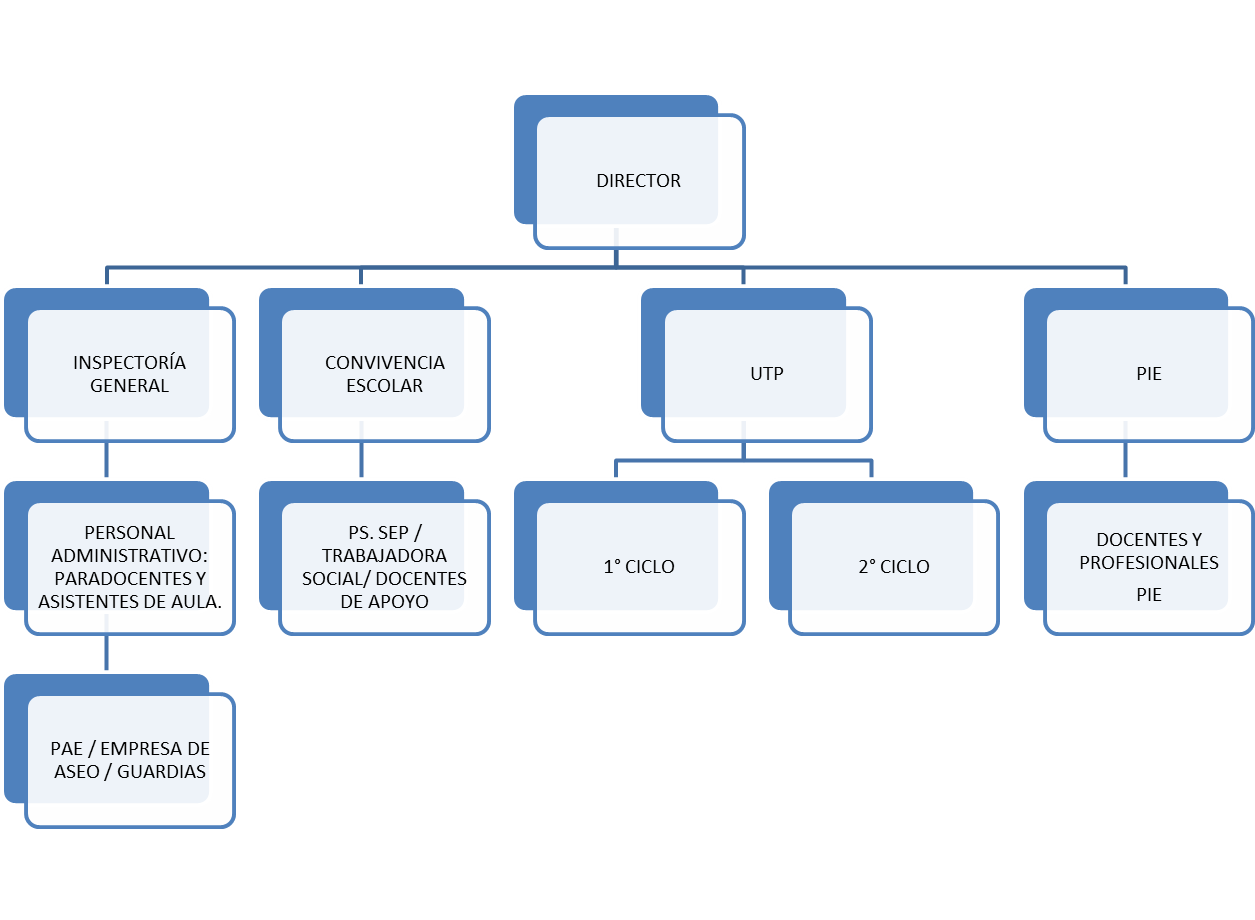 DIRECTOR
INSPECTORÍA
GENERAL
CONVIVENCIA
ESCOLAR
UTP
PIE
PERSONAL
ADMINISTRATIVO:
PARADOCENTES Y
ASISTENTES DE AULA.
PS. SEP /
TRABAJADORA
SOCIAL/ DOCENTES
DE APOYO
1° CICLO
2° CICLO
DOCENTES Y
PROFESIONALES
PIE
PAE / EMPRESA DE
ASEO / GUARDIAS